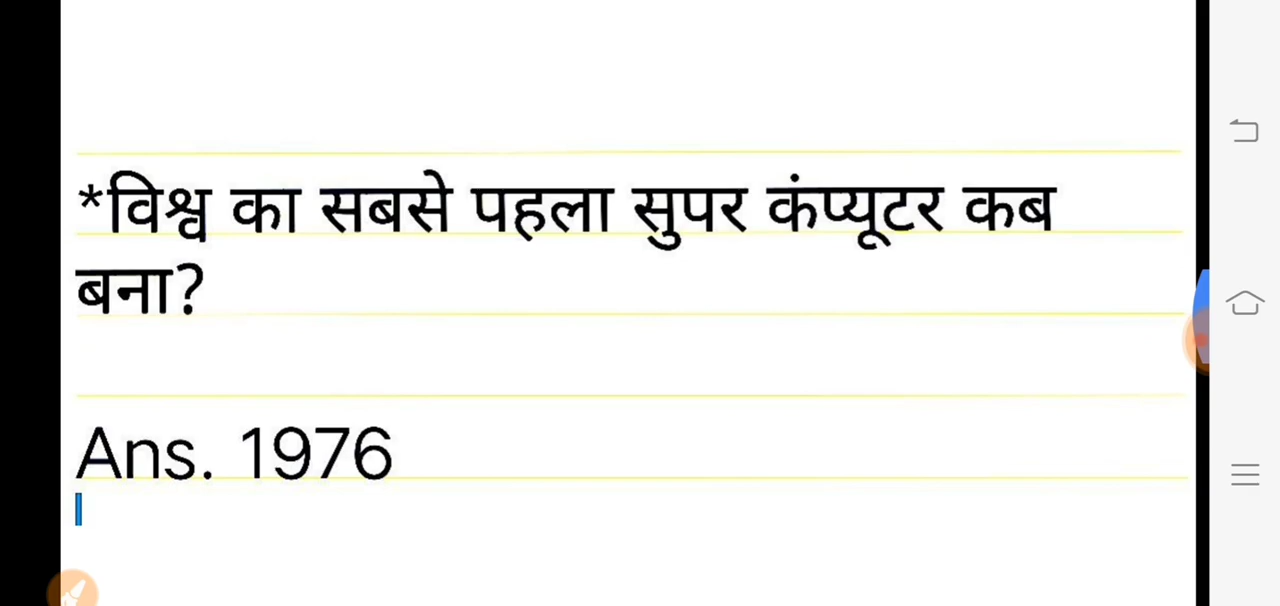 *विश्व का सबसे पहला सुपर कंप्यूटर कब
बना?
Ans. 1976